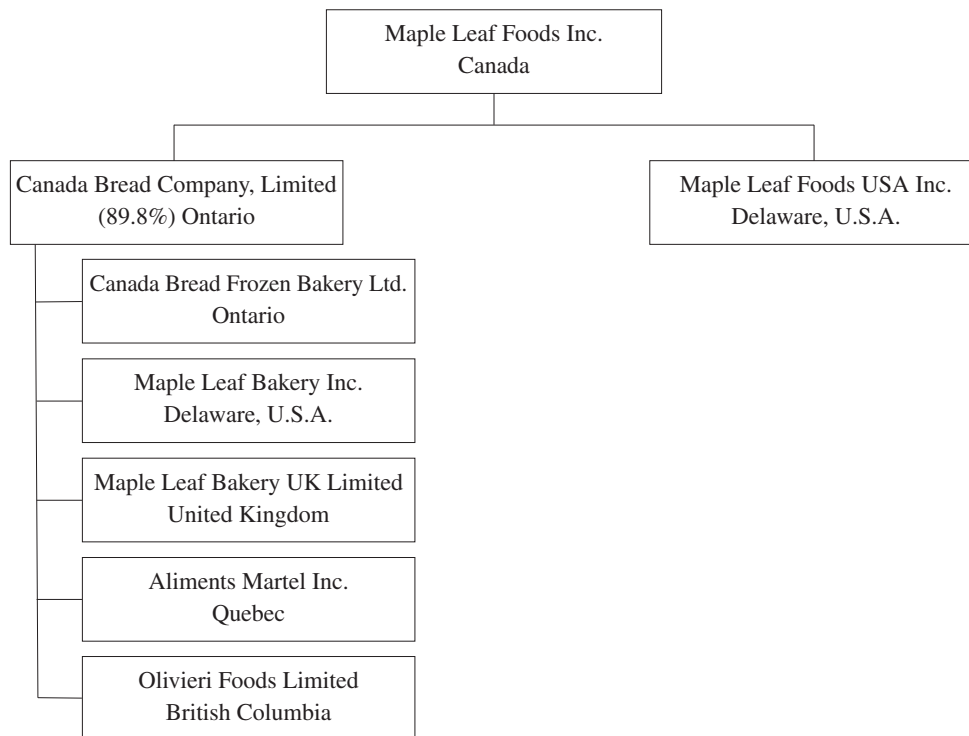 Maple Leaf Foods Inc.
Canada
Canada Bread Company, Limited
(89.8%) Ontario
Maple Leaf Foods USA Inc.
Delaware, U.S.A.
Canada Bread Frozen Bakery Ltd.
Ontario
Maple Leaf Bakery Inc.
Delaware, U.S.A.
Maple Leaf Bakery UK Limited
United Kingdom
Aliments Martel Inc.
Quebec
Olivieri Foods Limited
British Columbia